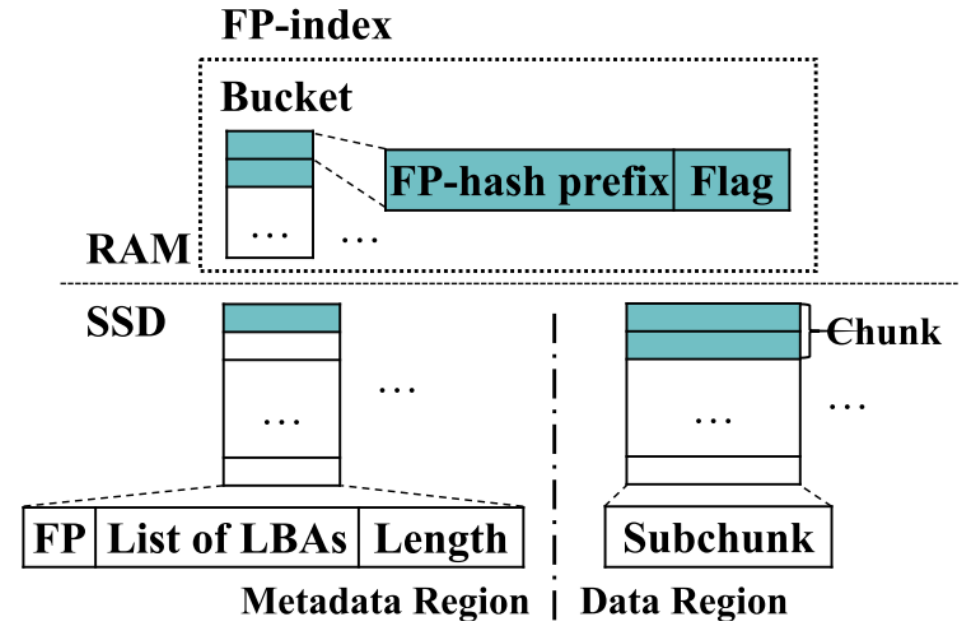 FP-index
Bucket
FP-hash prefix Flag
... ...
RAM
SSD
Chunk
... ...
... ...
FP List of LBAs Length
Subchunk
Metadata Region Data Region